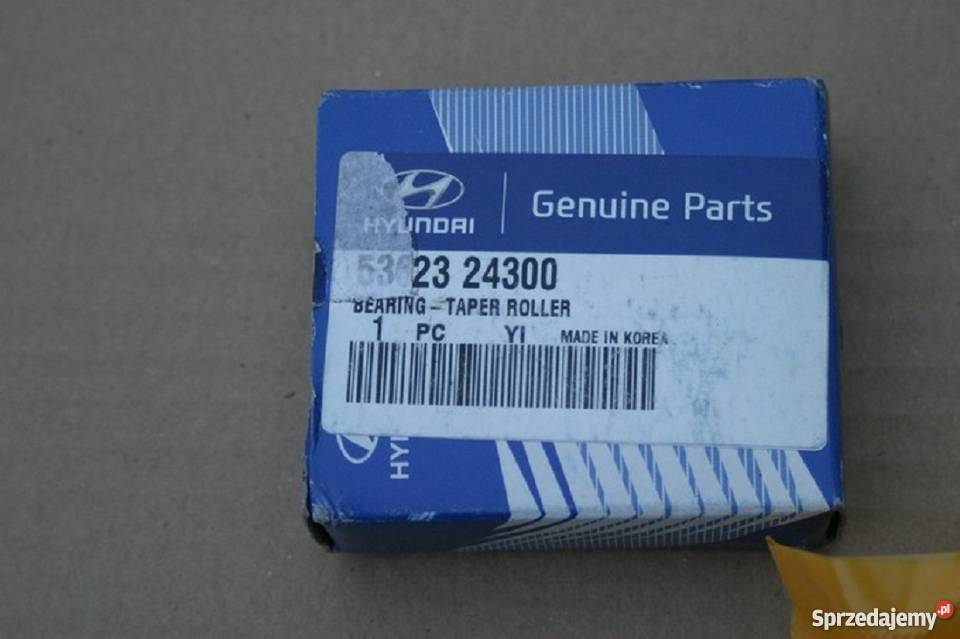 HYUNDAI
Genuine Parts
53623 24300
BEARING - TAPER ROLLER
1 PC YI MADE IN KOREA
Sprzedajemy.pl